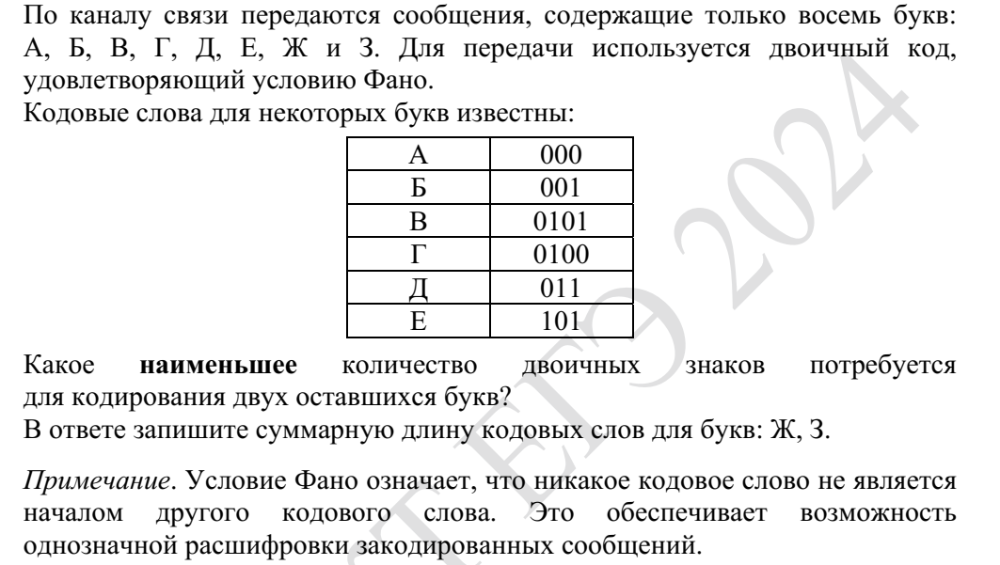 По каналу связи передаются сообщения, содержащие только восемь букв:
А, Б, В, Г, Д, Е, Ж и З. Для передачи используется двоичный код,
удовлетворяющий условию Фано.
Кодовые слова для некоторых букв известны:
А 000
Б 001
В 0101
Г 0100
Д 011
Е 101
Какое наименьшее количество двоичных знаков потребуется
для кодирования двух оставшихся букв?
В ответе запишите суммарную длину кодовых слов для букв: Ж, З.
Примечание. Условие Фано означает, что никакое кодовое слово не является
началом другого кодового слова. Это обеспечивает возможность
однозначной расшифровки закодированных сообщений.
Т ЕГЭ 2024